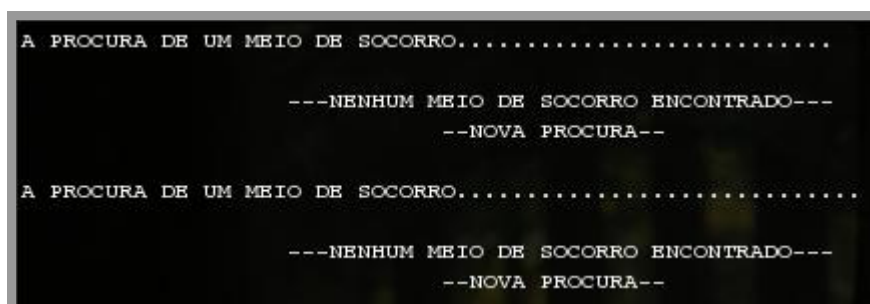 A PROCURA DE UM MEIO DE SOCORRO...........................
---NENHUM MEIO DE SOCORRO ENCONTRADO---
--NOVA PROCURA--
A PROCURA DE UM MEIO DE SOCORRO.............................
---NENHUM MEIO DE SOCORRO ENCONTRADO---
--NOVA PROCURA--